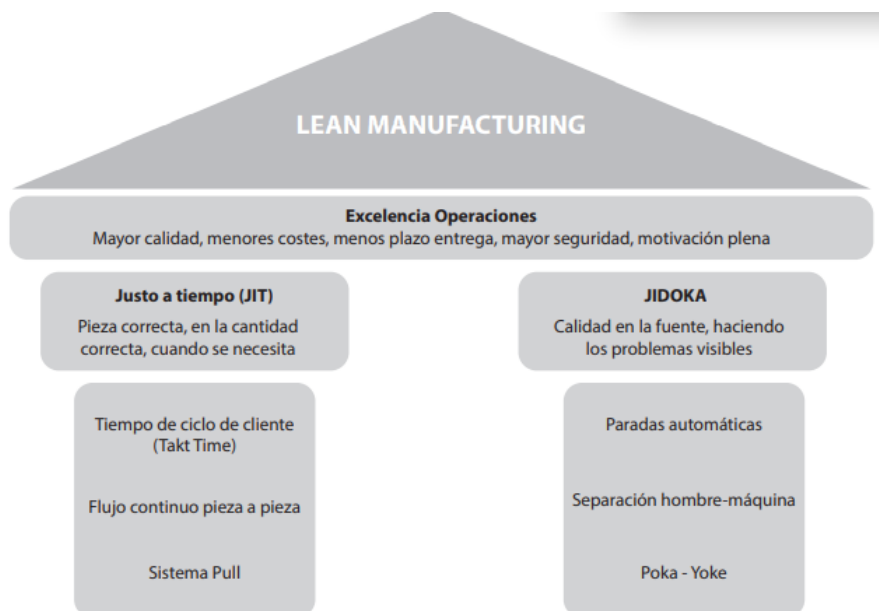 LEAN MANUFACTURING
Excelencia Operaciones
Mayor calidad, menores costes, menos plazo entrega, mayor seguridad, motivación plena
Justo a tiempo (JIT)
Pieza correcta, en la cantidad
correcta, cuando se necesita
Tiempo de ciclo de cliente
(Takt Time)
Flujo continuo pieza a pieza
Sistema Pull
JIDOKA
Calidad en la fuente, haciendo
los problemas visibles
Paradas automáticas
Separación hombre-máquina
Poka - Yoke